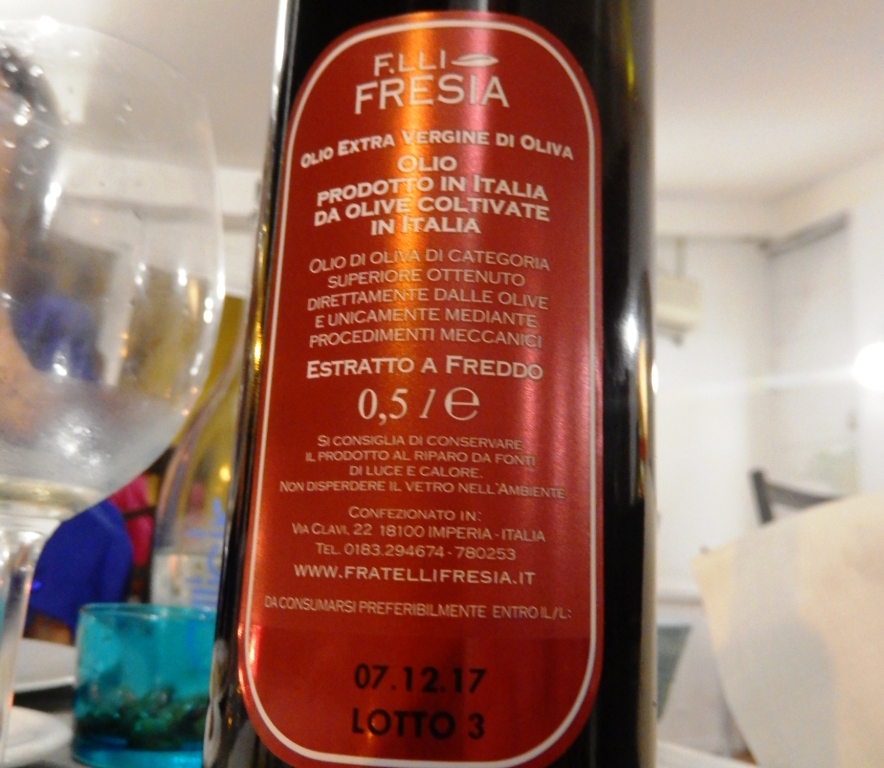 F.LLI
FRESIA
OLIO EXTRA VERGINE DI OLIVA
OLIO
PRODOTTO IN ITALIA
DA OLIVE COLTIVATE
IN ITALIA
OLIO DI OLIVA DI CATEGORIA
SUPERIORE OTTENUTO
DIRETTAMENTE DALLE OLIVE
E UNICAMENTE MEDIANTE
PROCEDIMENTI MECCANICI
ESTRATTO A FREDDO
0,5 l ℮
SI CONSIGLIA DI CONSERVARE
IL PRODOTTO AL RIPARO DA FONTI
DI LUCE E CALORE.
NON DISPERDERE IL VETRO NELL'AMBIENTE
CONFEZIONATO IN:
VIA CLAVI, 22 18100 IMPERIA - ITALIA
TEL. 0183.294674 - 780253
WWW.FRATELLIFRESIA.IT
DA CONSUMARSI PREFERIBILMENTE ENTRO IL/L:
07.12.17
LOTTO 3